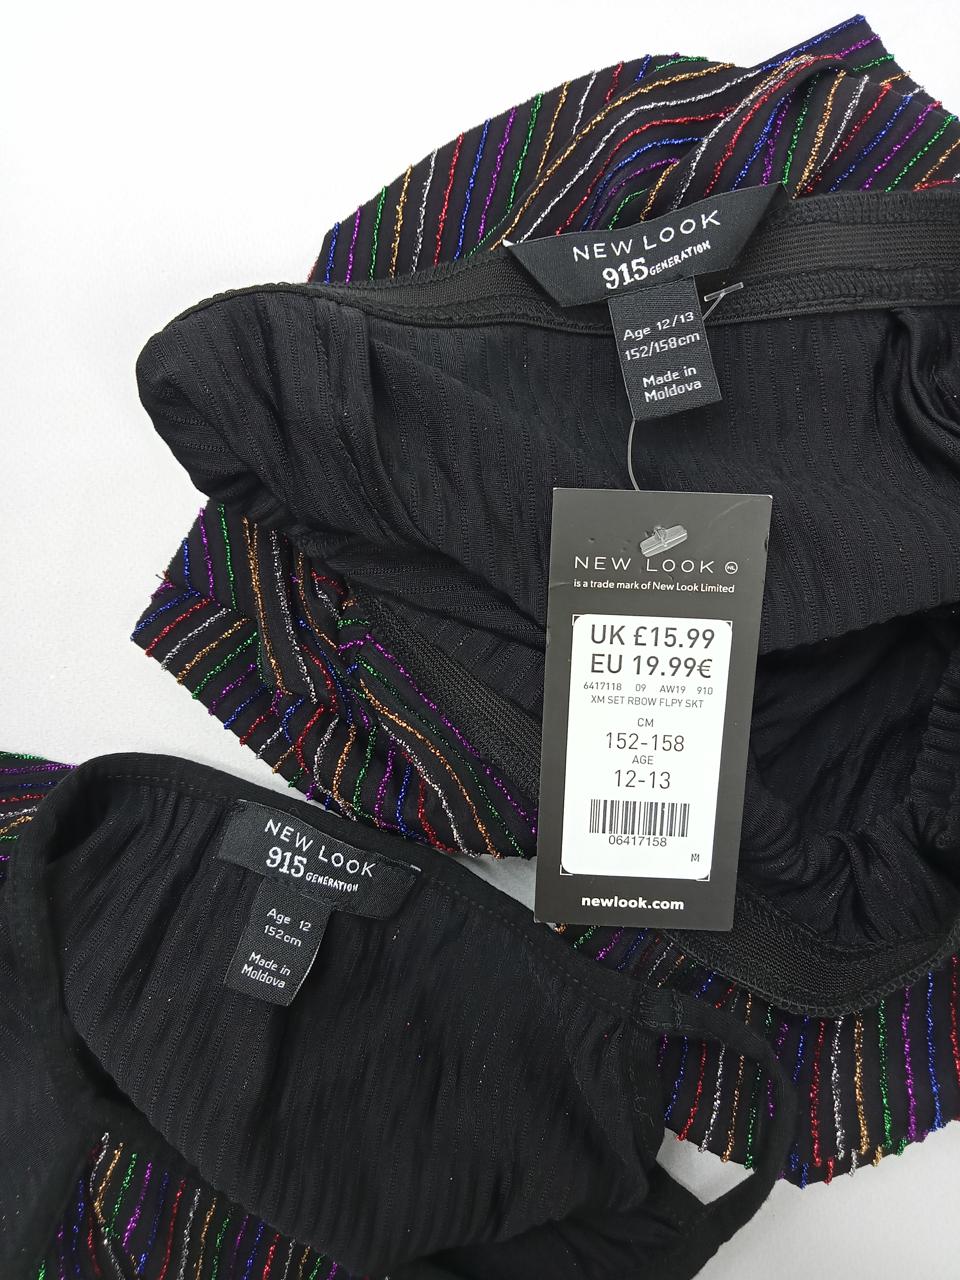 NEW LOOK
915 GENERATION
Age 12/13
152/158cm
Made in
Moldova
NEW LOOK NL
is a trade mark of New Look Limited
UK £15.99
EU 19.99€
6417118 09 AW19 910
XM SET RBOW FLPY SKT
CM
152-158
AGE
12-13
06417158
M
newlook.com
NEW LOOK
915 GENERATION
Age 12
152cm
Made in
Moldova